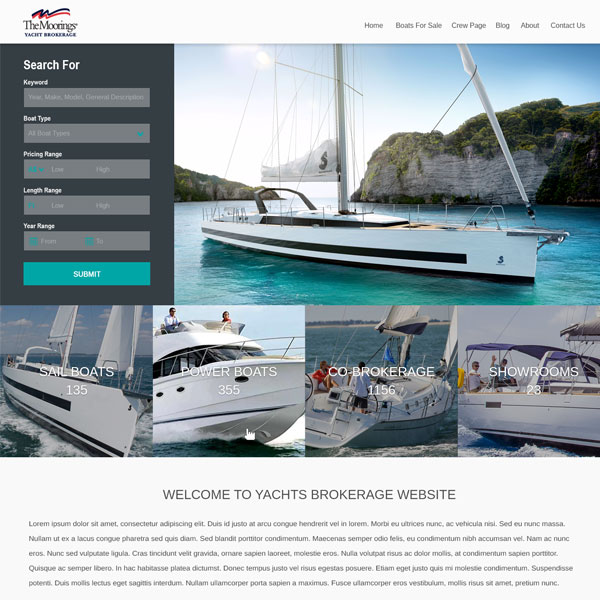 The Moorings®
YACHT BROKERAGE
Home Boats For Sale Crew Page Blog About Contact Us
Search For
Keyword
Year, Make, Model, General Description
Boat Type
All Boat Types
Pricing Range
Low High
Length Range
Low High
Year Range
From To
SUBMIT
SAIL BOATS
135
POWER BOATS
355
CO-BROKERAGE
1156
SHOWROOMS
23
WELCOME TO YACHTS BROKERAGE WEBSITE
Lorem ipsum dolor sit amet, consectetur adipiscing elit. Duis id justo at arcu congue hendrerit vel in lorem. Morbi eu ultrices nunc, ac vehicula nisi. Sed eu nunc massa.
Nullam ut ex a lacus congue pharetra sed quis diam. Sed blandit porttitor condimentum. Maecenas semper odio felis, eu condimentum nibh accumsan vel. Nam ac nunc
eros. Nunc sed vulputate ligula. Cras tincidunt velit gravida, ornare sapien laoreet, molestie eros. Nulla volutpat risus ac dolor mollis, at condimentum sapien porttitor.
Quisque ac semper libero. In hac habitasse platea dictumst. Donec tempus justo vel risus egestas posuere. Etiam eget justo quis mi molestie condimentum. Suspendisse
potenti. Duis mollis lectus eget sagittis interdum. Nullam ullamcorper porta sapien a maximus. Fusce ullamcorper eros vestibulum, mollis risus sit amet, pretium nunc.